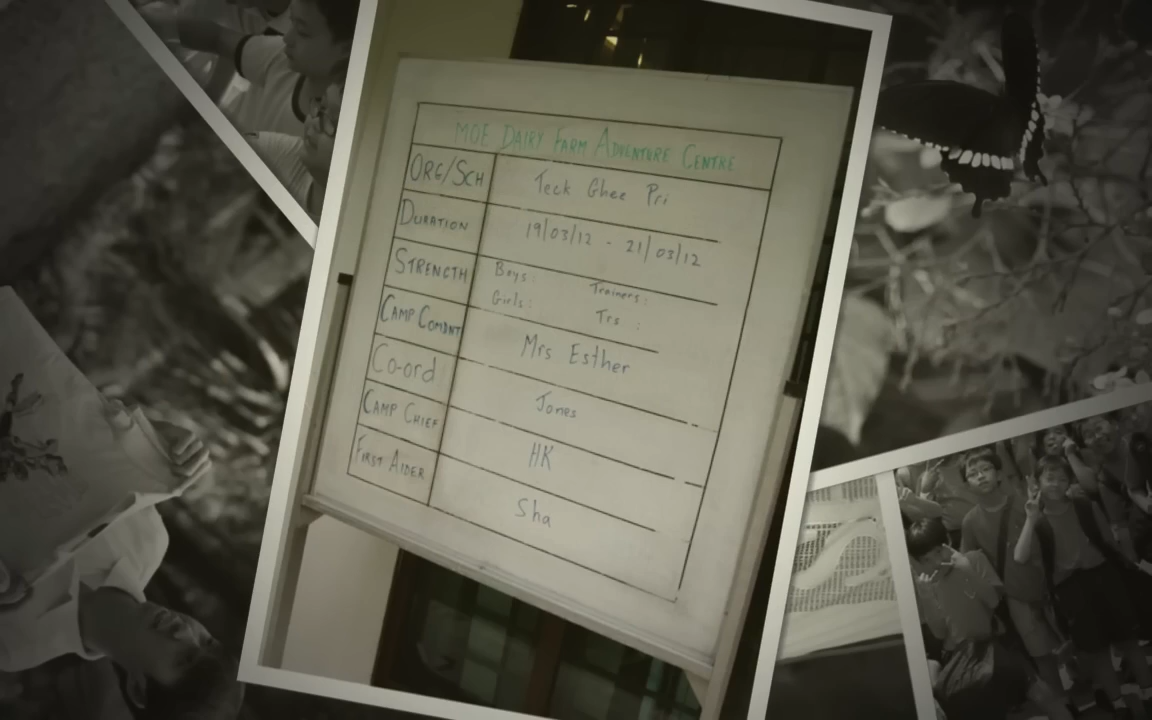 MOE DAIRY FARM ADVENTURE CENTRE
ORG/SCH Teck Ghee Pri
DURATION 19/03/12 - 21/03/12
STRENGTH Boys: Trainers:
Girls: Trs :
CAMP COMDNT Mrs Esther
CO-ord Jones
CAMP CHIEF HK
FIRST AIDER Sha